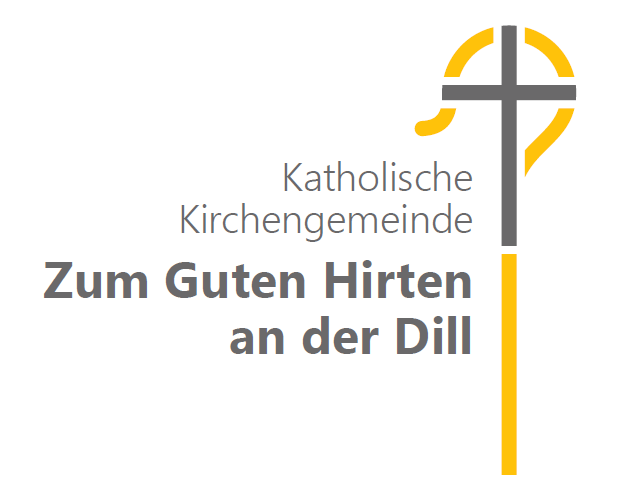 Katholische
Kirchengemeinde
Zum Guten Hirten
an der Dill